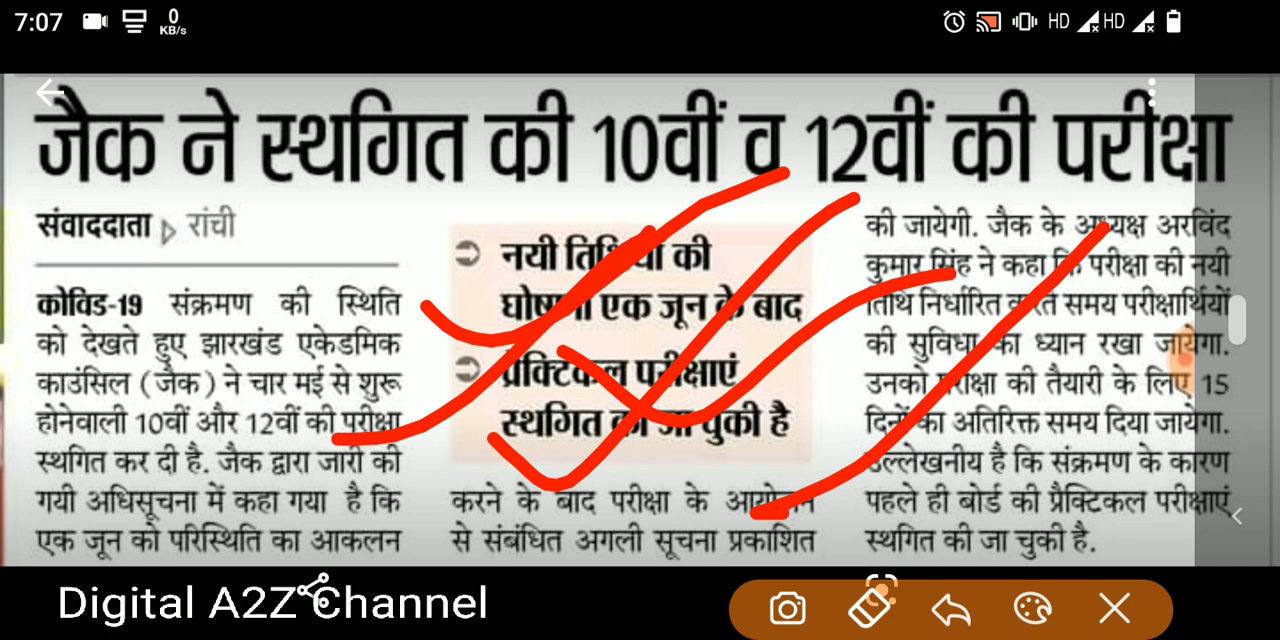 7:07
0
KB/s
HD
HD
जैक ने स्थगित की 10वीं व 12वीं की परीक्षा
संवाददाता ▷ रांची
कोविड-19 संक्रमण की स्थिति
को देखते हुए झारखंड एकेडमिक
काउंसिल (जैक) ने चार मई से शुरू
होनेवाली 10वीं और 12वीं की परीक्षा
स्थगित कर दी है. जैक द्वारा जारी की
गयी अधिसूचना में कहा गया है कि
एक जून को परिस्थिति का आकलन
नयी तिथियों की
घोषणा एक जून के बाद
प्रैक्टिकल परीक्षाएं
स्थगित की जा चुकी है
करने के बाद परीक्षा के आयोजन
से संबंधित अगली सूचना प्रकाशित
की जायेगी. जैक के अध्यक्ष अरविंद
कुमार सिंह ने कहा कि परीक्षा की नयी
तिथि निर्धारित करते समय परीक्षार्थियों
की सुविधा का ध्यान रखा जायेगा.
उनको परीक्षा की तैयारी के लिए 15
दिनों का अतिरिक्त समय दिया जायेगा.
उल्लेखनीय है कि संक्रमण के कारण
पहले ही बोर्ड की प्रैक्टिकल परीक्षाएं
स्थगित की जा चुकी है.
Digital A2Z Channel